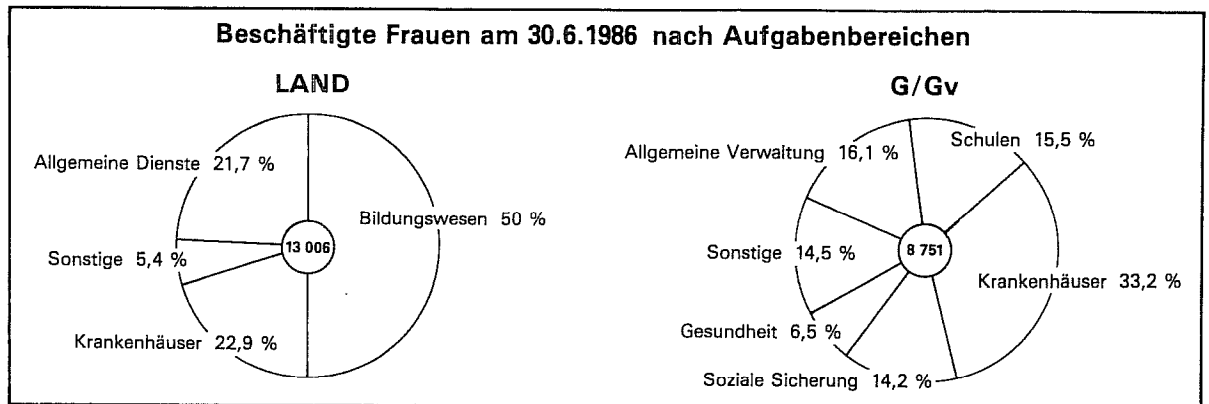 Beschäftigte Frauen am 30.6.1986 nach Aufgabenbereichen
LAND
Allgemeine Dienste 21,7 %
Bildungswesen 50 %
13 006
Sonstige 5,4 %
Krankenhäuser 22,9 %
G/Gv
Schulen 15,5 %
Allgemeine Verwaltung 16,1 %
Sonstige
14,5 %
8 751
Krankenhäuser 33,2 %
Gesundheit 6,5 %
Soziale Sicherung 14,2 %